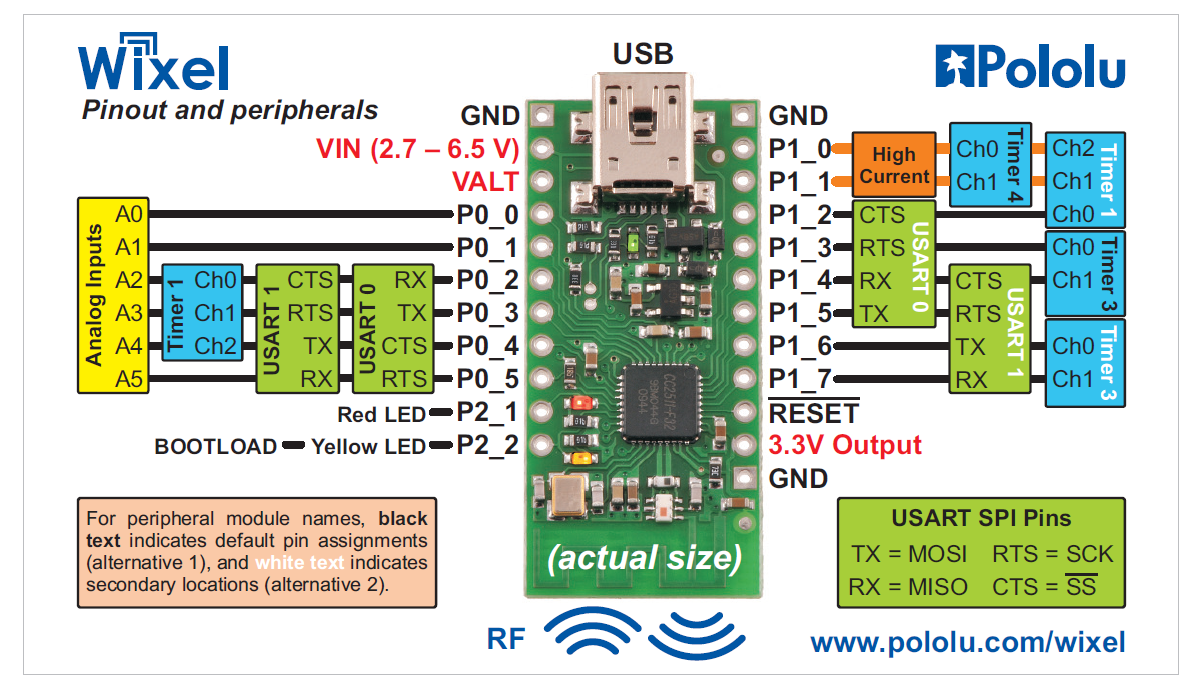 Wixel
Pinout and peripherals
USB
Pololu
GND
VIN (2.7 – 6.5 V)
VALT
P0_0
P0_1
P0_2
P0_3
P0_4
P0_5
P2_1
P2_2
Analog Inputs
A0
A1
A2
A3
A4
A5
Timer 1
Ch0
Ch1
Ch2
USART 1
CTS
RTS
TX
RX
USART 0
RX
TX
CTS
RTS
Red LED
BOOTLOAD
Yellow LED
GND
P1_0
P1_1
P1_2
P1_3
P1_4
P1_5
P1_6
P1_7
RESET
3.3V Output
GND
High
Current
Ch0
Ch1
Timer 4
Ch2
Ch1
Ch0
Timer 1
CTS
RTS
RX
TX
USART 0
CTS
RTS
TX
RX
USART 1
Ch0
Ch1
Timer 3
Ch0
Ch1
Timer 3
CC2511F32
0944
(actual size)
For peripheral module names, black
text indicates default pin assignments
(alternative 1), and white text indicates
secondary locations (alternative 2).
USART SPI Pins
TX = MOSI RTS = SCK
RX = MISO CTS = SS
RF
www.pololu.com/wixel